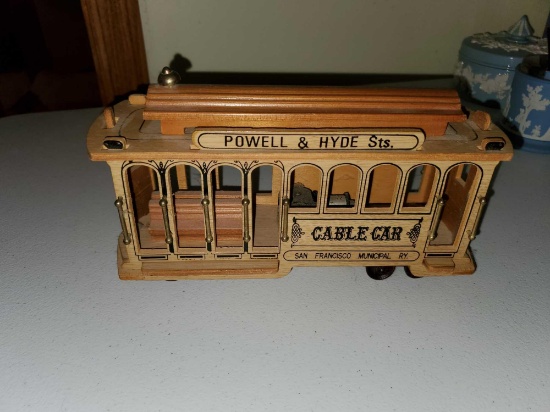 POWELL & HYDE Sts.
CABLE CAR
SAN FRANCISCO MUNICIPAL RY.